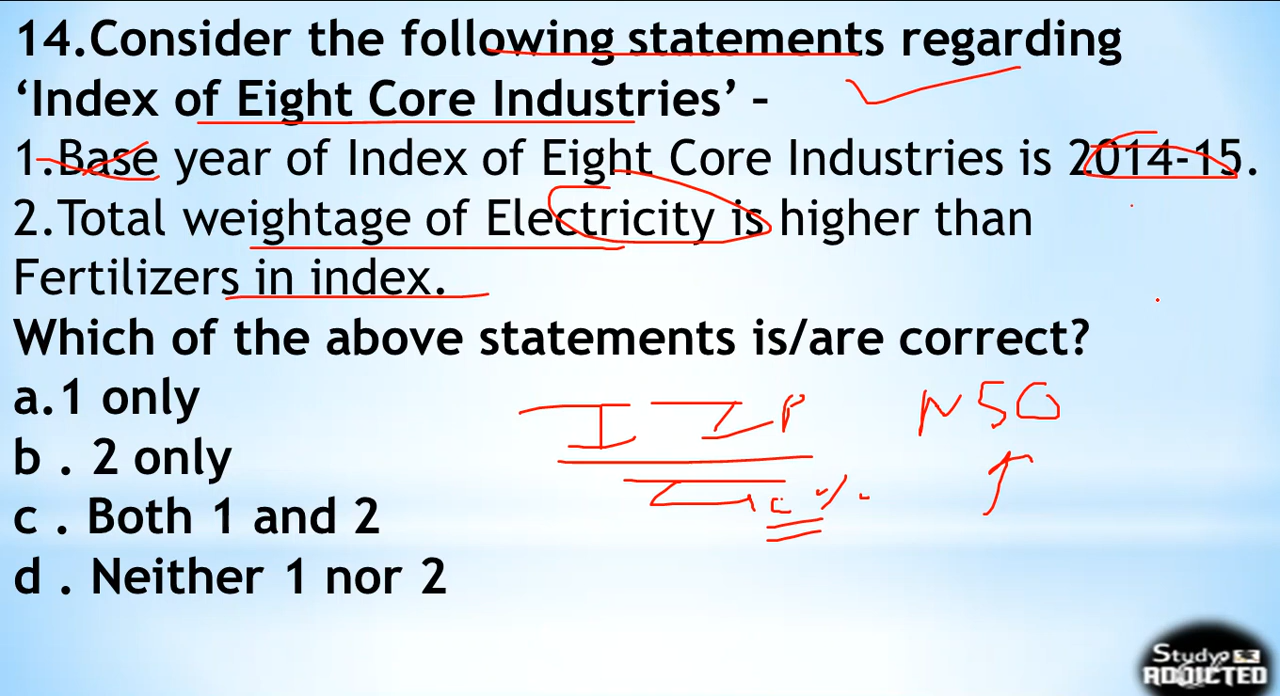 14.Consider the following statements regarding
‘Index of Eight Core Industries’ –
1.Base year of Index of Eight Core Industries is 2014-15.
2.Total weightage of Electricity is higher than
Fertilizers in index.
Which of the above statements is/are correct?
a.1 only
b . 2 only
c . Both 1 and 2
d . Neither 1 nor 2
IIP
NSO
Study
ADDICTED